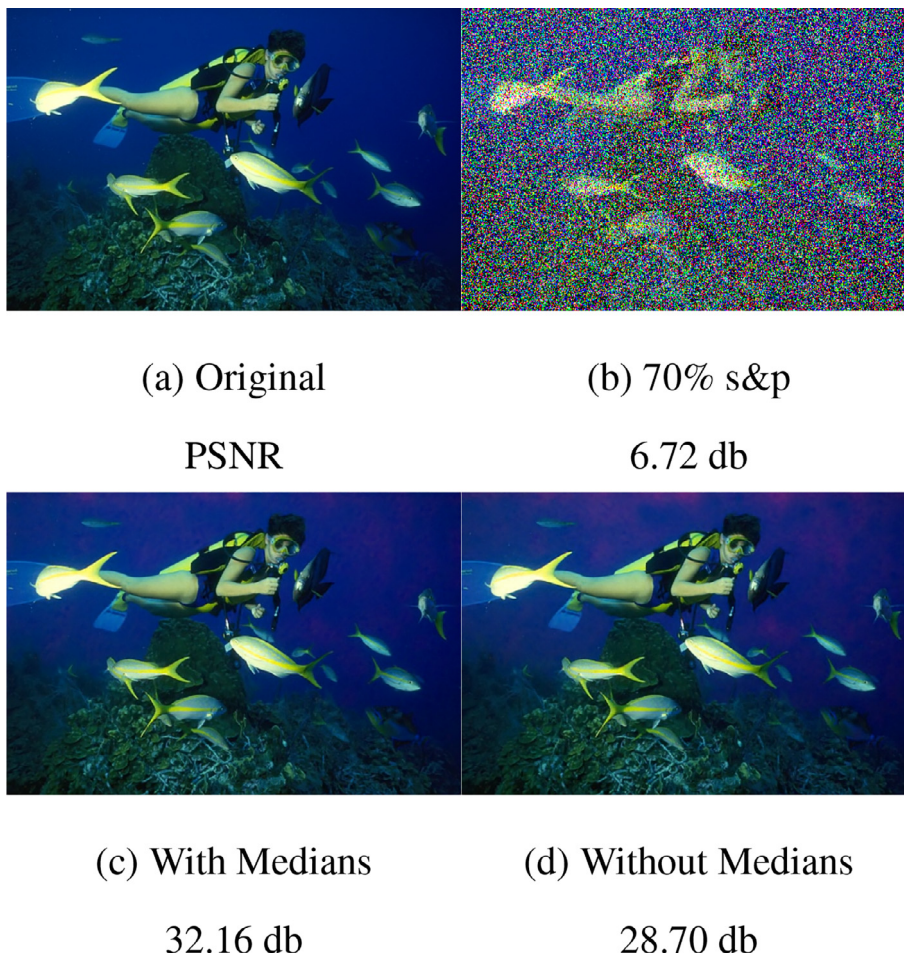 (a) Original
(b) 70% s&p
PSNR
6.72 db
(c) With Medians
(d) Without Medians
32.16 db
28.70 db